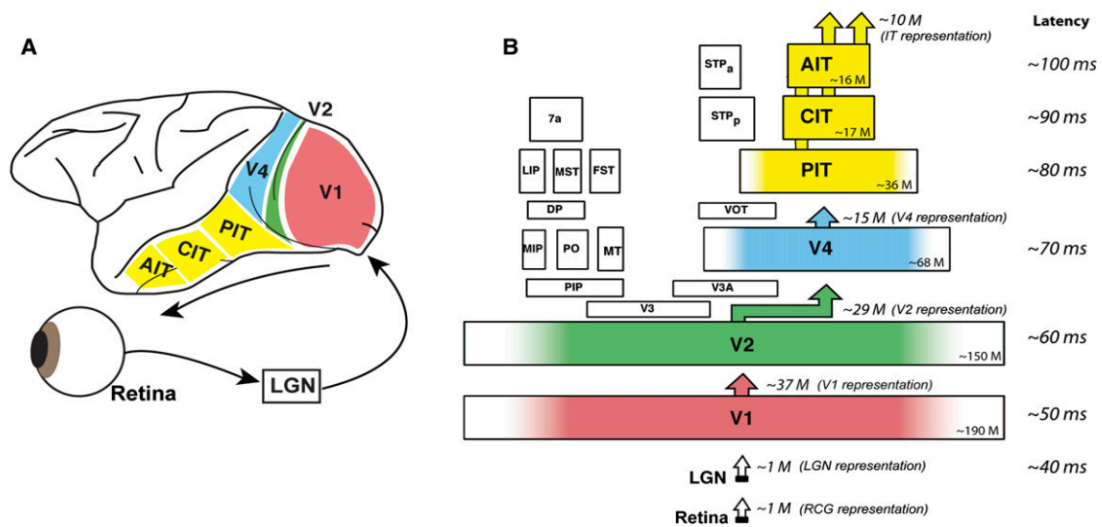 A
V2
V4
V1
PIT
CIT
AIT
Retina
LGN
B
Latency
~10 M
(IT representation)
STPa
AIT
~16 M
~100 ms
7a
STPp
CIT
~17 M
~90 ms
LIP
MST
FST
PIT
~36 M
~80 ms
DP
VOT
~15 M (V4 representation)
MIP
PO
MT
V4
~68 M
~70 ms
PIP
V3A
V3
~29 M (V2 representation)
V2
~150 M
~60 ms
~37 M (V1 representation)
V1
~190 M
~50 ms
LGN
~1 M (LGN representation)
~40 ms
Retina
~1 M (RCG representation)